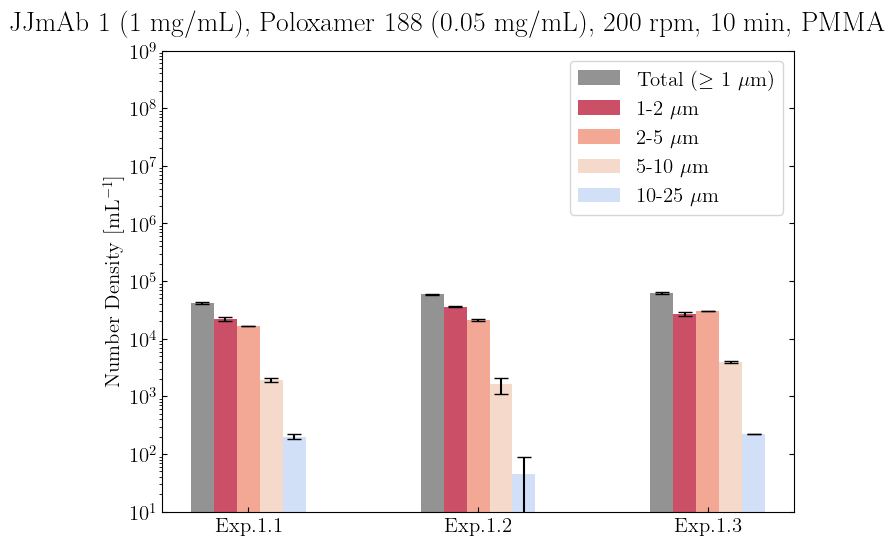 JJmAb 1 (1 mg/mL), Poloxamer 188 (0.05 mg/mL), 200 rpm, 10 min, PMMA
10⁹
10⁸
10⁷
10⁶
10⁵
10⁴
10³
10²
10¹
Number Density [mL⁻¹]
Total (≥ 1 μm)
1-2 μm
2-5 μm
5-10 μm
10-25 μm
Exp.1.1 Exp.1.2 Exp.1.3